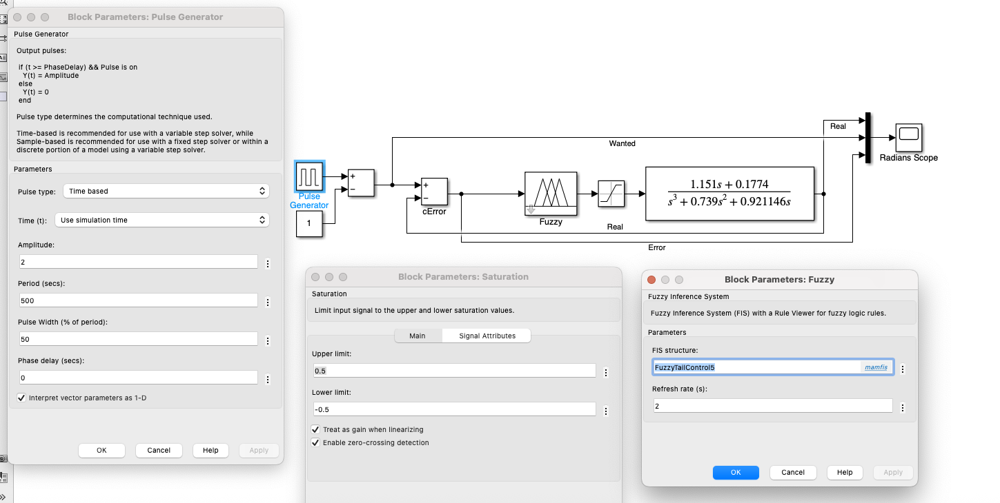 Block Parameters: Pulse Generator
Pulse Generator
Output pulses:
if (t >= PhaseDelay) && Pulse is on
Y(t) = Amplitude
else
Y(t) = 0
end
Pulse type determines the computational technique used.
Time-based is recommended for use with a variable step solver, while
Sample-based is recommended for use with a fixed step solver or within a
discrete portion of a model using a variable step solver.
Parameters
Pulse type: Time based
Time (t): Use simulation time
Amplitude:
2
Period (secs):
500
Pulse Width (% of period):
50
Phase delay (secs):
0
Interpret vector parameters as 1-D
OK Cancel Help Apply
Pulse
Generator
1
+
−
+
−
cError
Fuzzy
1.151s + 0.1774
s³ + 0.739s² + 0.921146s
Wanted
Real
Real
Error
Radians Scope
Block Parameters: Saturation
Saturation
Limit input signal to the upper and lower saturation values.
Main Signal Attributes
Upper limit:
0.5
Lower limit:
-0.5
Treat as gain when linearizing
Enable zero-crossing detection
Block Parameters: Fuzzy
Fuzzy Inference System
Fuzzy Inference System (FIS) with a Rule Viewer for fuzzy logic rules.
Parameters
FIS structure:
FuzzyTailControl5 mamfis
Refresh rate (s):
2
OK Cancel Help Apply